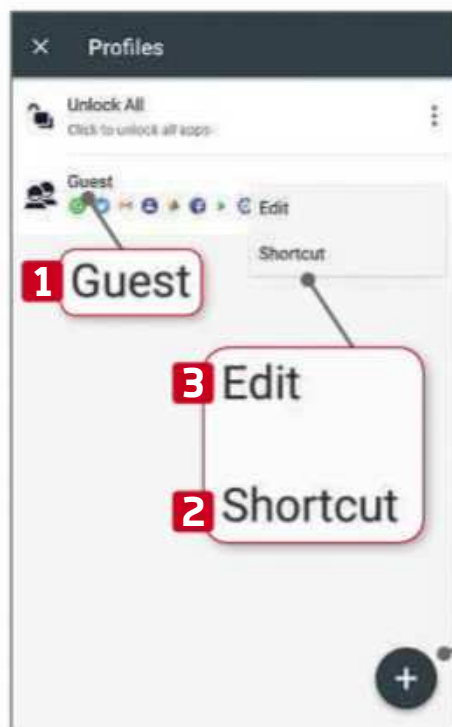 × Profiles
Unlock All
Click to unlock all apps
Guest
Edit
Shortcut
1 Guest
3 Edit
2 Shortcut
+